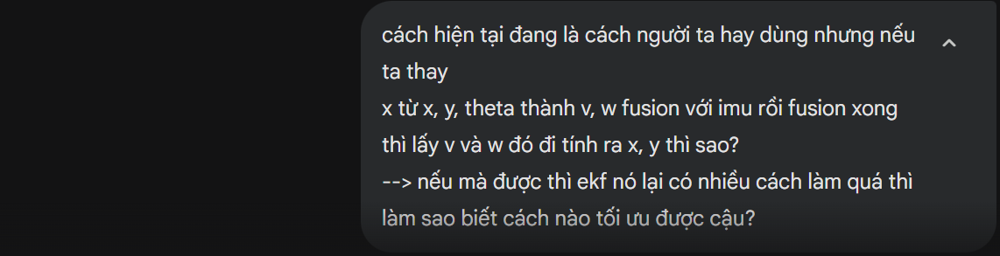 cách hiện tại đang là cách người ta hay dùng nhưng nếu
ta thay
x từ x, y, theta thành v, w fusion với imu rồi fusion xong
thì lấy v và w đó đi tính ra x, y thì sao?
--> nếu mà được thì ekf nó lại có nhiều cách làm quá thì
làm sao biết cách nào tối ưu được cậu?